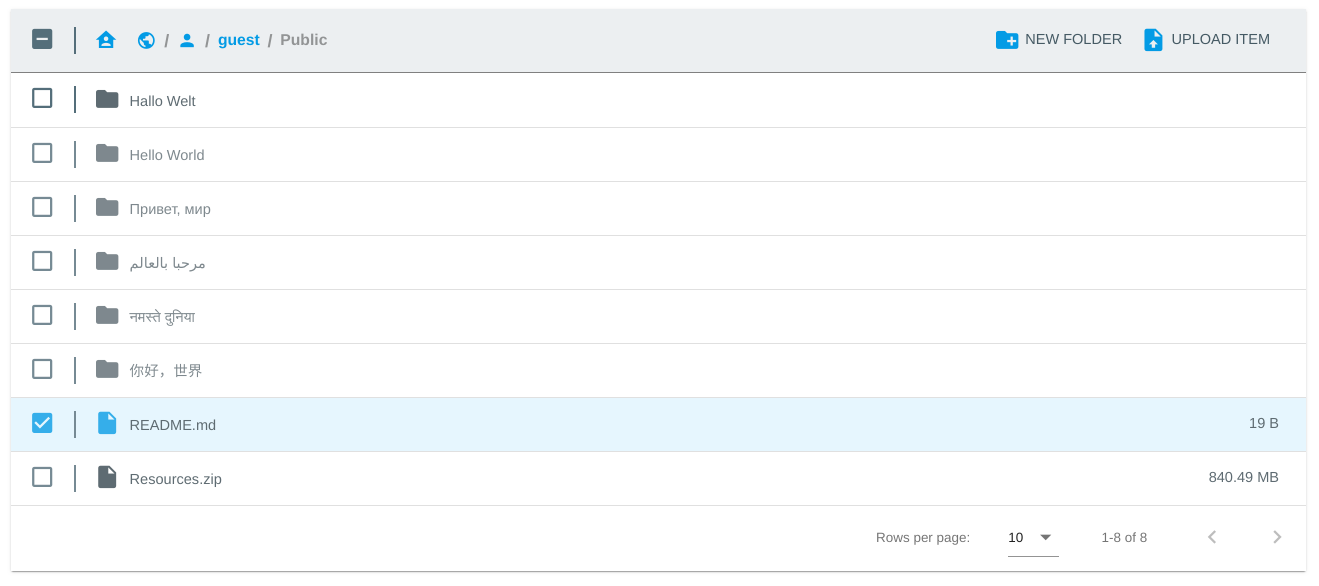 / / guest / Public NEW FOLDER UPLOAD ITEM
Hallo Welt
Hello World
Привет, мир
مرحبا بالعالم
नमस्ते दुनिया
你好，世界
README.md 19 B
Resources.zip 840.49 MB
Rows per page: 10 1-8 of 8